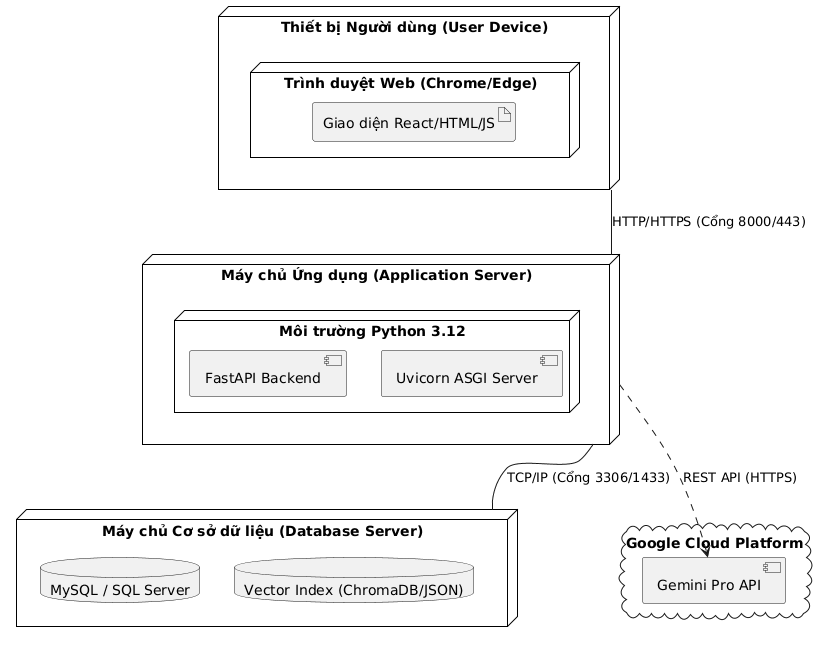 Thiết bị Người dùng (User Device)
Trình duyệt Web (Chrome/Edge)
Giao diện React/HTML/JS
HTTP/HTTPS (Cổng 8000/443)
Máy chủ Ứng dụng (Application Server)
Môi trường Python 3.12
FastAPI Backend
Uvicorn ASGI Server
TCP/IP (Cổng 3306/1433)
REST API (HTTPS)
Máy chủ Cơ sở dữ liệu (Database Server)
MySQL / SQL Server
Vector Index (ChromaDB/JSON)
Google Cloud Platform
Gemini Pro API